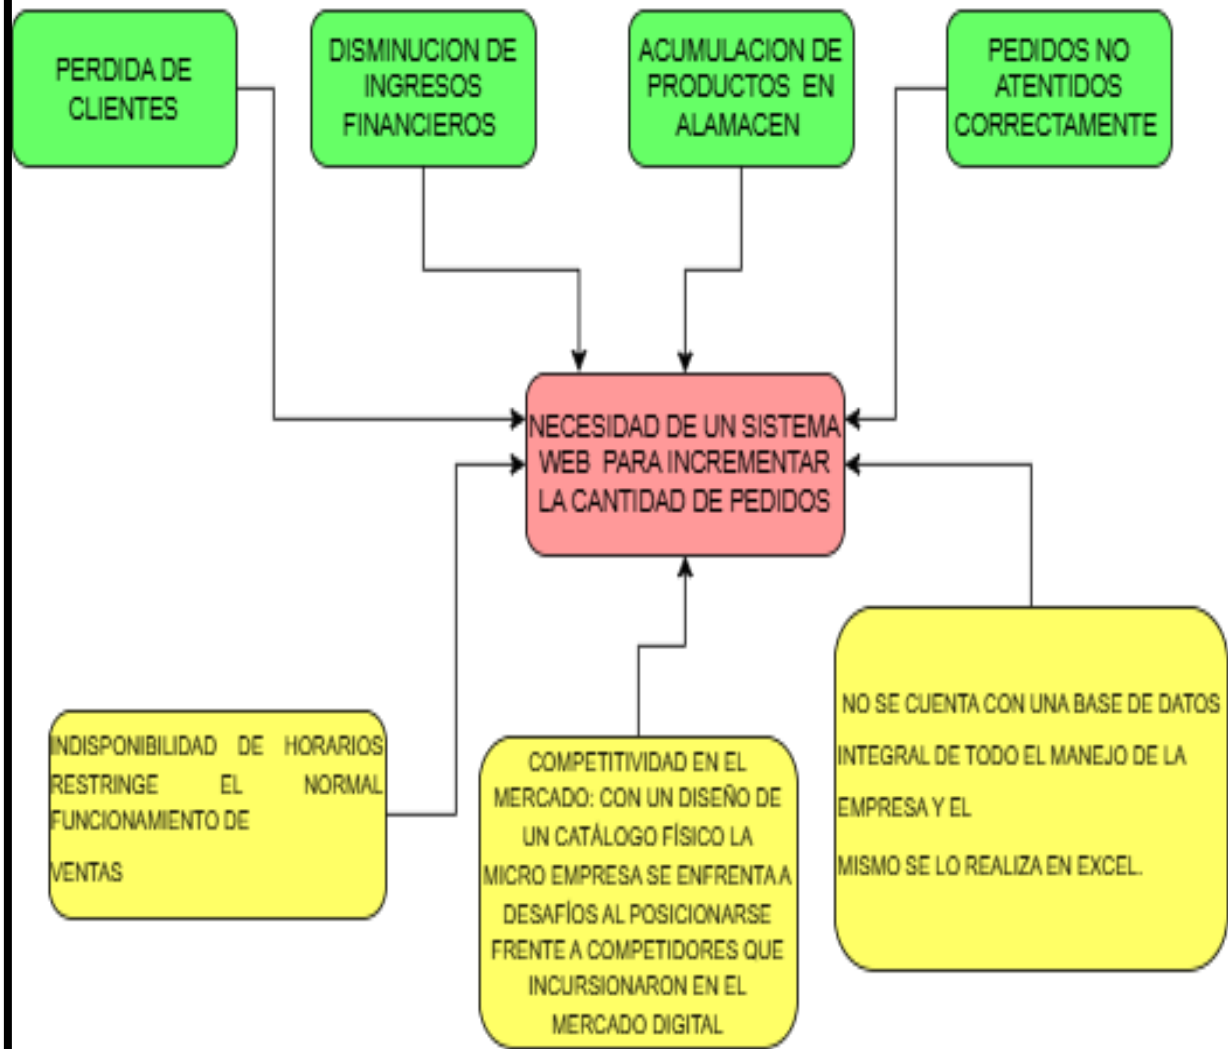 PERDIDA DE
CLIENTES
DISMINUCION DE
INGRESOS
FINANCIEROS
ACUMULACION DE
PRODUCTOS EN
ALAMACEN
PEDIDOS NO
ATENTIDOS
CORRECTAMENTE
NECESIDAD DE UN SISTEMA
WEB PARA INCREMENTAR
LA CANTIDAD DE PEDIDOS
INDISPONIBILIDAD DE HORARIOS
RESTRINGE EL NORMAL
FUNCIONAMIENTO DE
VENTAS
COMPETITIVIDAD EN EL
MERCADO: CON UN DISEÑO DE
UN CATÁLOGO FÍSICO LA
MICRO EMPRESA SE ENFRENTA A
DESAFÍOS AL POSICIONARSE
FRENTE A COMPETIDORES QUE
INCURSIONARON EN EL
MERCADO DIGITAL
NO SE CUENTA CON UNA BASE DE DATOS
INTEGRAL DE TODO EL MANEJO DE LA
EMPRESA Y EL
MISMO SE LO REALIZA EN EXCEL.